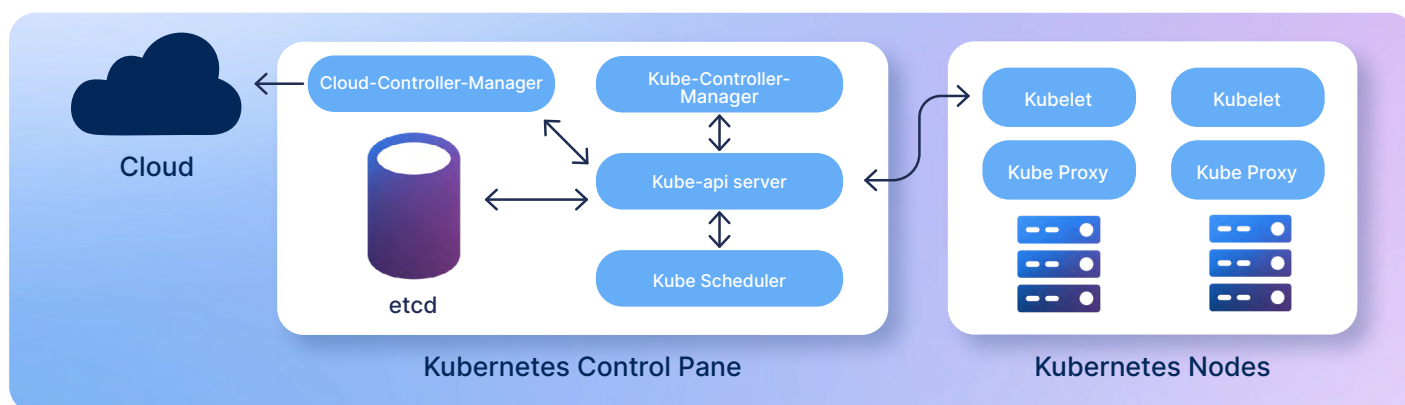 Cloud
Cloud-Controller-Manager
Kube-Controller-
Manager
Kube-api server
Kube Scheduler
etcd
Kubernetes Control Pane
Kubelet
Kubelet
Kube Proxy
Kube Proxy
Kubernetes Nodes